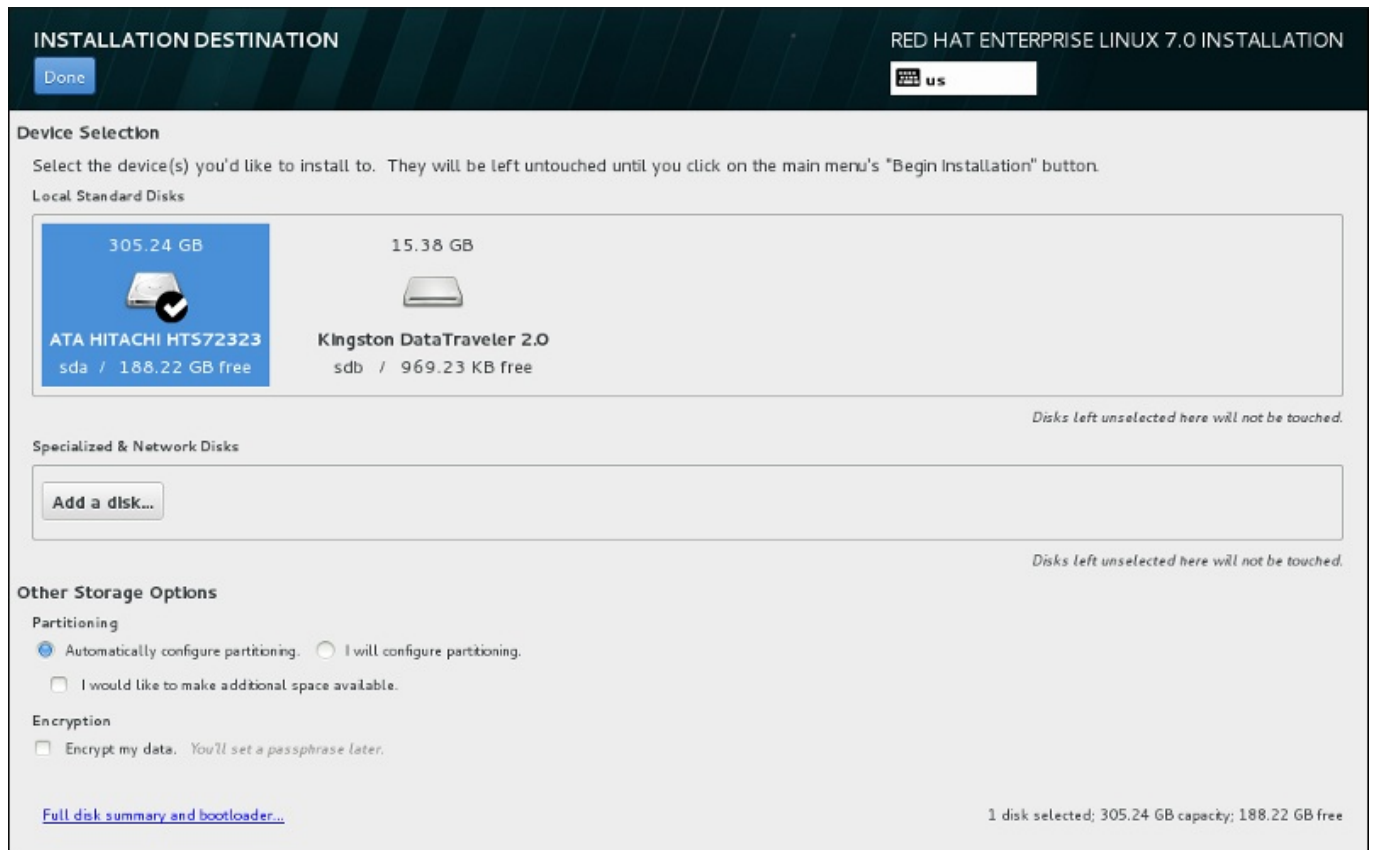 INSTALLATION DESTINATION
RED HAT ENTERPRISE LINUX 7.0 INSTALLATION
Done
us
Device Selection
Select the device(s) you'd like to install to. They will be left untouched until you click on the main menu's "Begin Installation" button.
Local Standard Disks
305.24 GB
ATA HITACHI HTS72323
sda / 188.22 GB free
15.38 GB
Kingston DataTraveler 2.0
sdb / 969.23 KB free
Disks left unselected here will not be touched.
Specialized & Network Disks
Add a disk...
Disks left unselected here will not be touched.
Other Storage Options
Partitioning
Automatically configure partitioning. I will configure partitioning.
I would like to make additional space available.
Encryption
Encrypt my data. You'll set a passphrase later.
Full disk summary and bootloader...
1 disk selected; 305.24 GB capacity; 188.22 GB free